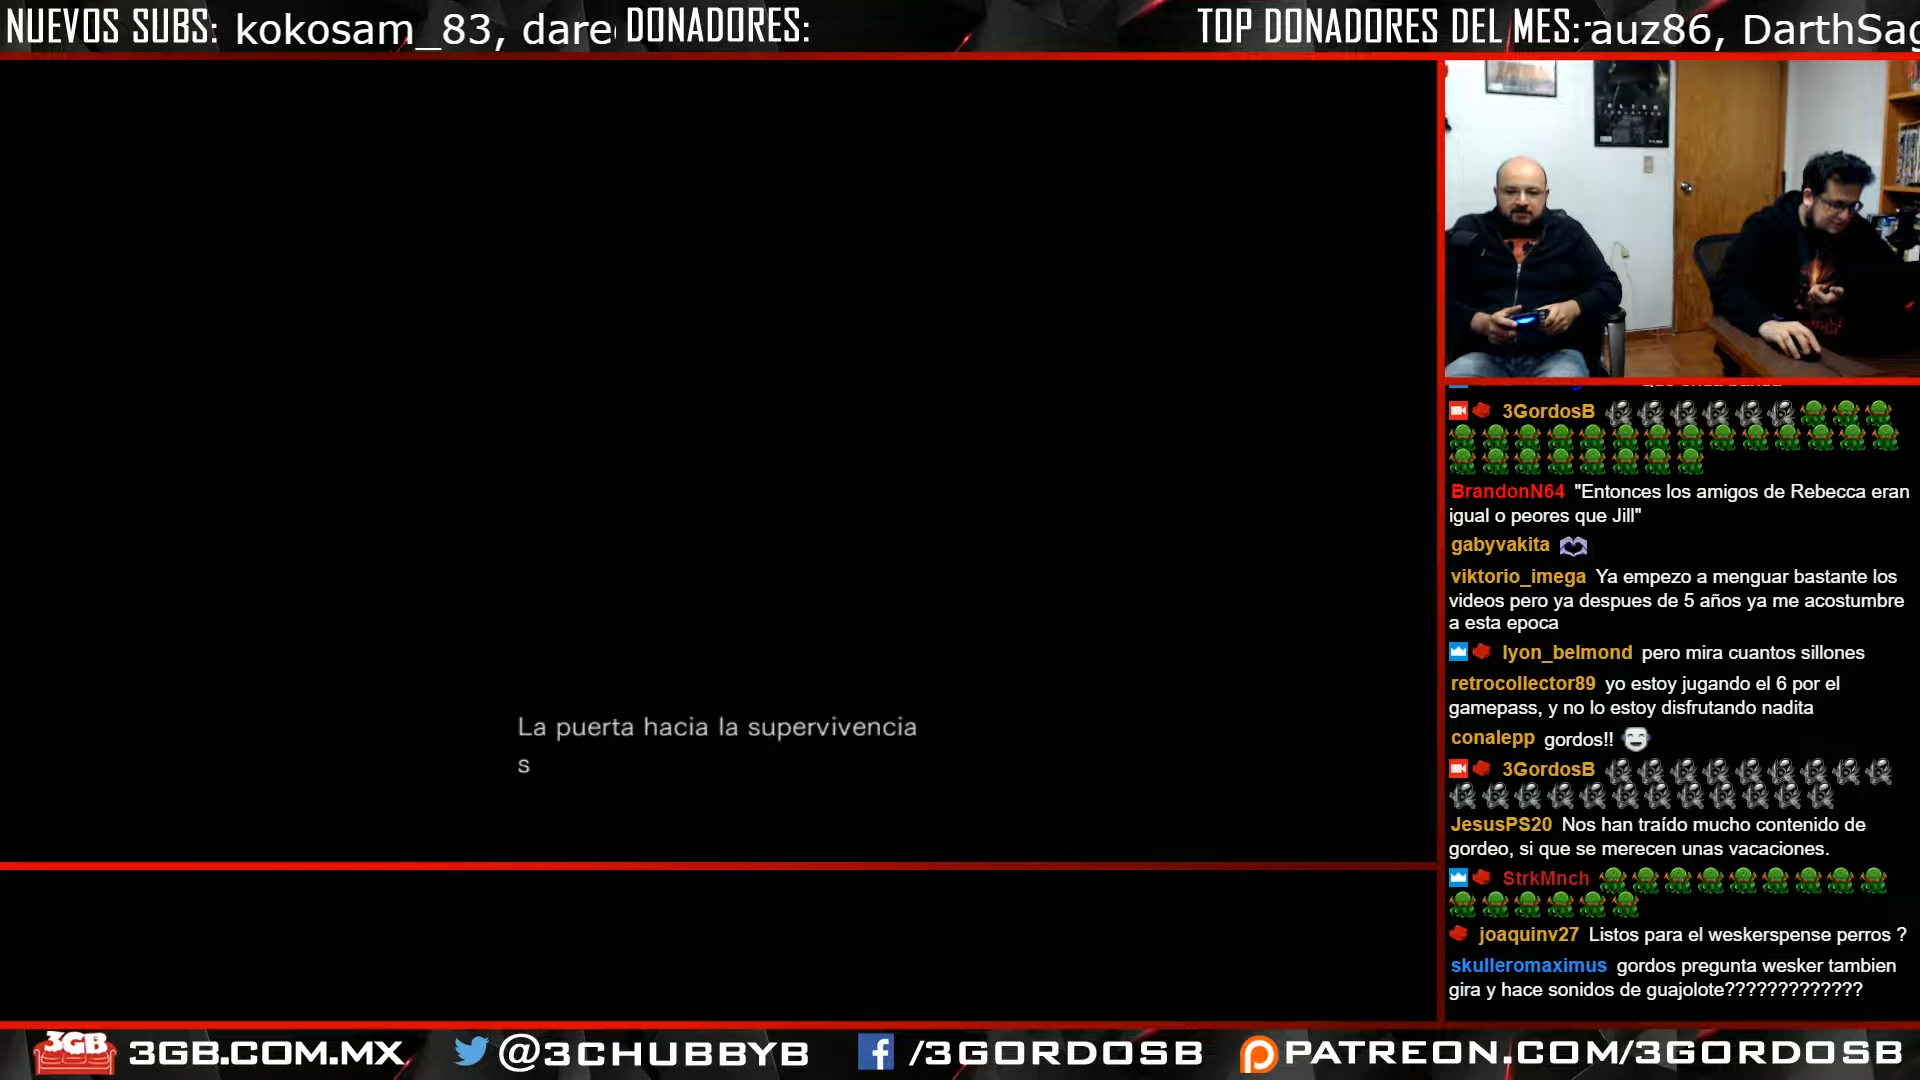 NUEVOS SUBS: kokosam_83, dare
DONADORES:
TOP DONADORES DEL MES: auz86, DarthSag
La puerta hacia la supervivencia
s
3GordosB
BrandonN64 "Entonces los amigos de Rebecca eran
igual o peores que Jill"
gabyvakita
viktorio_imega Ya empezo a menguar bastante los
videos pero ya despues de 5 años ya me acostumbre
a esta epoca
lyon_belmond pero mira cuantos sillones
retrocollector89 yo estoy jugando el 6 por el
gamepass, y no lo estoy disfrutando nadita
conalepp gordos!!
3GordosB
JesusPS20 Nos han traído mucho contenido de
gordeo, si que se merecen unas vacaciones.
StrkMnch
joaquinv27 Listos para el weskerspense perros ?
skulleromaximus gordos pregunta wesker tambien
gira y hace sonidos de guajolote?????????????
3GB 3GB.COM.MX @3CHUBBYB /3GORDOSB PATREON.COM/3GORDOSB